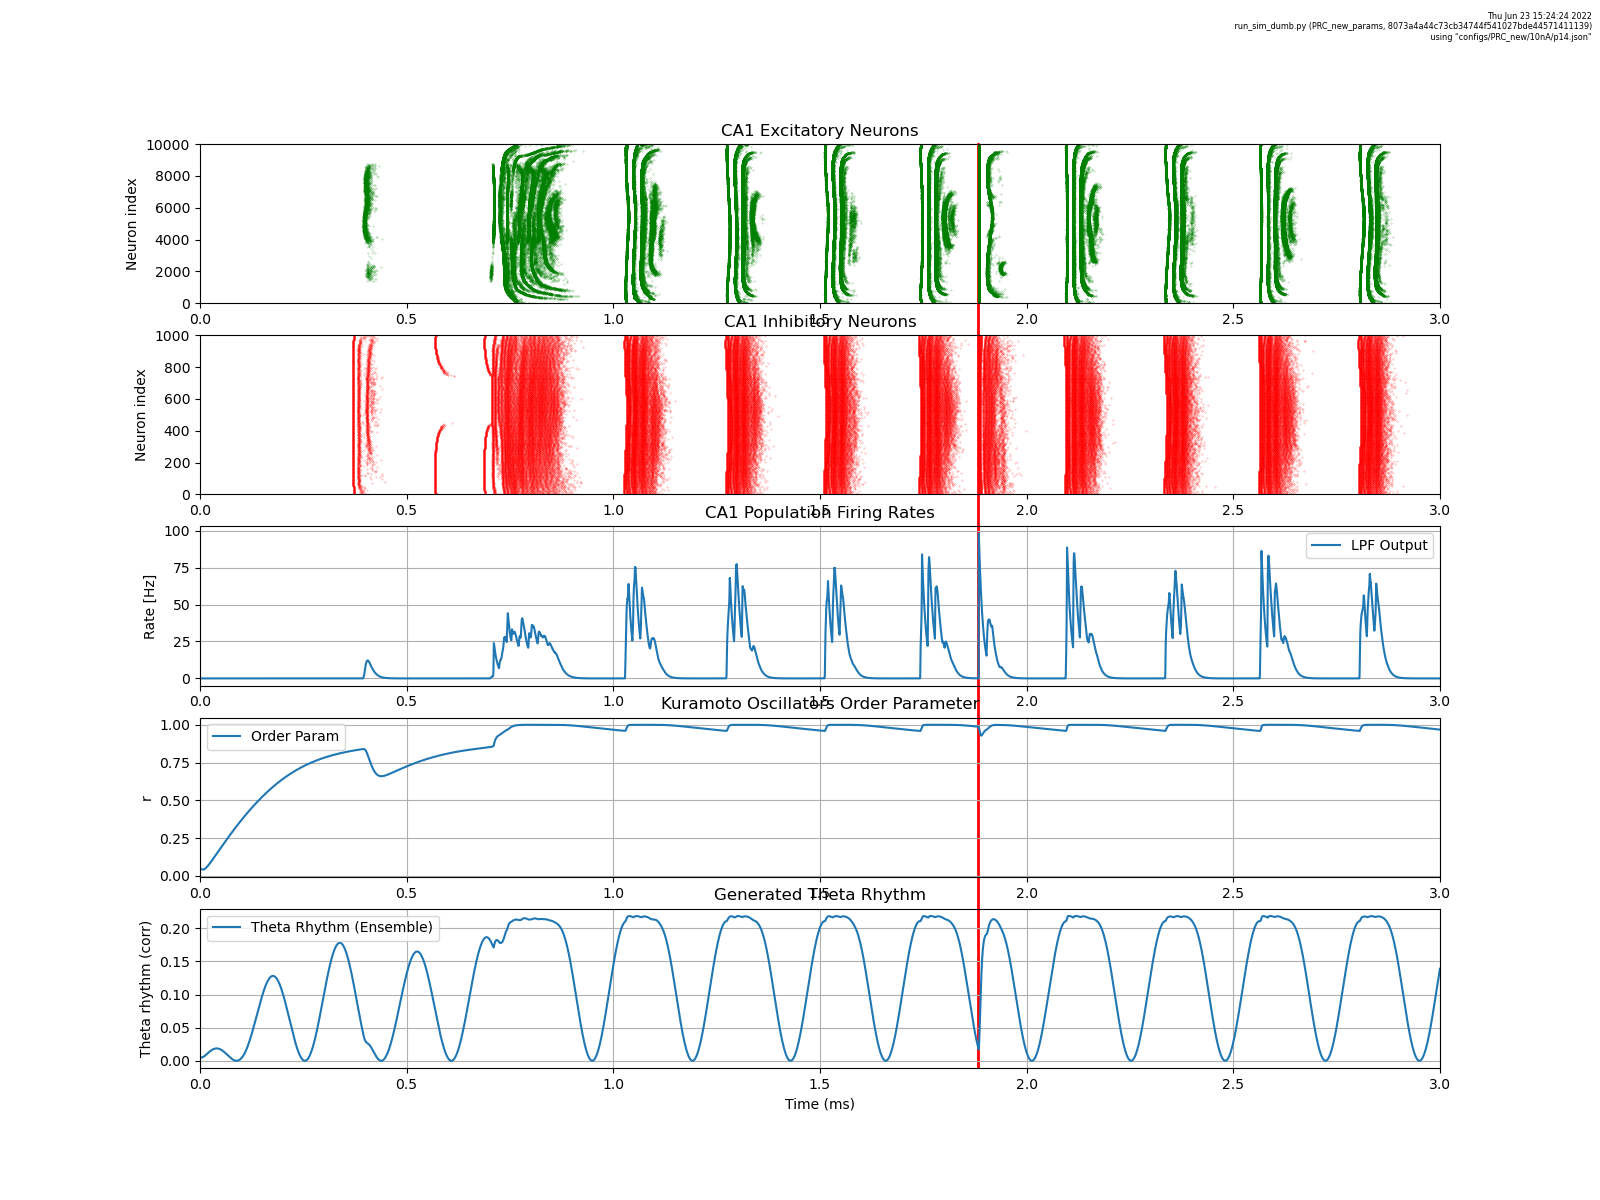 Thu Jun 23 15:24:24 2022
run_sim_dumb.py (PRC_new_params, 8073a4a44c73cb34744f541027bde44571411139)
using "configs/PRC_new/10nA/p14.json"
CA1 Excitatory Neurons
Neuron index
10000
8000
6000
4000
2000
0
0.0 0.5 1.0 1.5 2.0 2.5 3.0
CA1 Inhibitory Neurons
Neuron index
1000
800
600
400
200
0
0.0 0.5 1.0 1.5 2.0 2.5 3.0
CA1 Population Firing Rates
Rate [Hz]
100
75
50
25
0
LPF Output
0.0 0.5 1.0 1.5 2.0 2.5 3.0
Kuramoto Oscillators Order Parameter
r
1.00
0.75
0.50
0.25
0.00
Order Param
0.0 0.5 1.0 1.5 2.0 2.5 3.0
Generated Theta Rhythm
Theta rhythm (corr)
0.20
0.15
0.10
0.05
0.00
Theta Rhythm (Ensemble)
0.0 0.5 1.0 1.5 2.0 2.5 3.0
Time (ms)